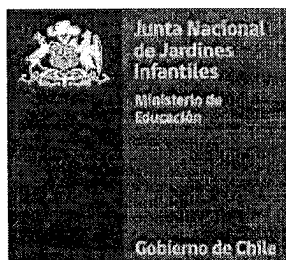 Junta Nacional
de Jardines
Infantiles
Ministerio de
Educación
Gobierno de Chile